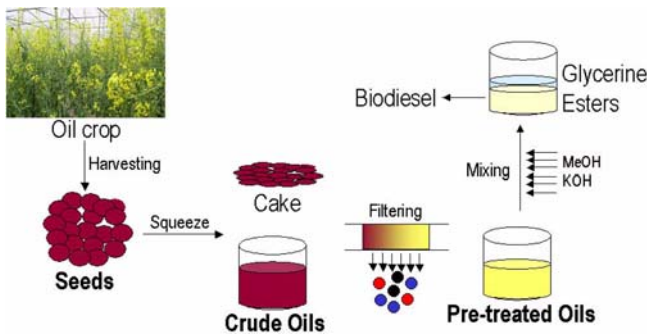 Oil crop
Harvesting
Seeds
Squeeze
Cake
Crude Oils
Filtering
Pre-treated Oils
Mixing
MeOH
KOH
Glycerine
Esters
Biodiesel